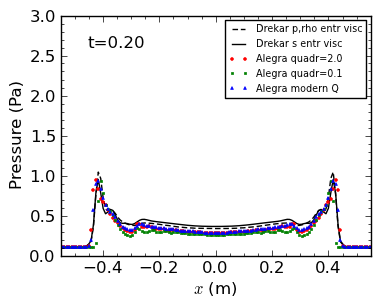 3.0
2.5
2.0
1.5
1.0
0.5
0.0
Pressure (Pa)
t=0.20
Drekar p,rho entr visc
Drekar s entr visc
Alegra quadr=2.0
Alegra quadr=0.1
Alegra modern Q
−0.4 −0.2 0.0 0.2 0.4
x (m)